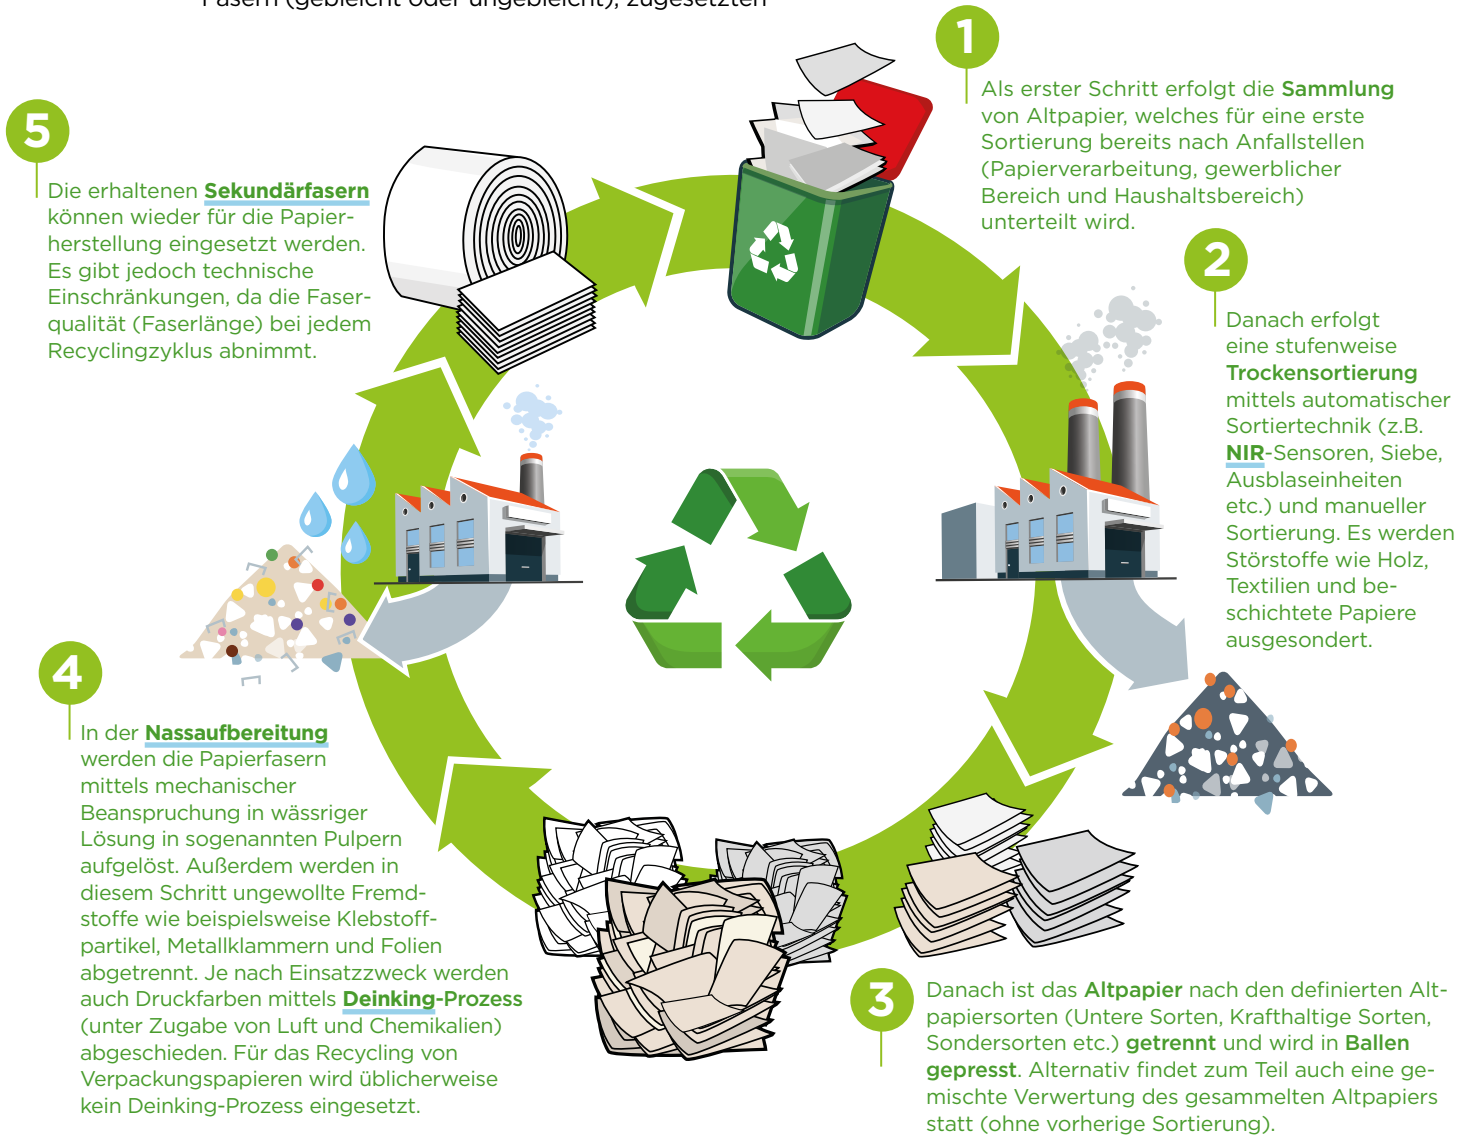 Fasern (gebleicht oder ungebleicht), zugesetzten
1
Als erster Schritt erfolgt die Sammlung
von Altpapier, welches für eine erste
Sortierung bereits nach Anfallstellen
(Papierverarbeitung, gewerblicher
Bereich und Haushaltsbereich)
unterteilt wird.
2
Danach erfolgt
eine stufenweise
Trockensortierung
mittels automatischer
Sortiertechnik (z.B.
NIR-Sensoren, Siebe,
Ausblaseinheiten
etc.) und manueller
Sortierung. Es werden
Störstoffe wie Holz,
Textilien und be-
schichtete Papiere
ausgesondert.
3
Danach ist das Altpapier nach den definierten Alt-
papiersorten (Untere Sorten, Krafthaltige Sorten,
Sondersorten etc.) getrennt und wird in Ballen
gepresst. Alternativ findet zum Teil auch eine ge-
mischte Verwertung des gesammelten Altpapiers
statt (ohne vorherige Sortierung).
4
In der Nassaufbereitung
werden die Papierfasern
mittels mechanischer
Beanspruchung in wässriger
Lösung in sogenannten Pulpern
aufgelöst. Außerdem werden in
diesem Schritt ungewollte Fremd-
stoffe wie beispielsweise Klebstoff-
partikel, Metallklammern und Folien
abgetrennt. Je nach Einsatzzweck werden
auch Druckfarben mittels Deinking-Prozess
(unter Zugabe von Luft und Chemikalien)
abgeschieden. Für das Recycling von
Verpackungspapieren wird üblicherweise
kein Deinking-Prozess eingesetzt.
5
Die erhaltenen Sekundärfasern
können wieder für die Papier-
herstellung eingesetzt werden.
Es gibt jedoch technische
Einschränkungen, da die Faser-
qualität (Faserlänge) bei jedem
Recyclingzyklus abnimmt.